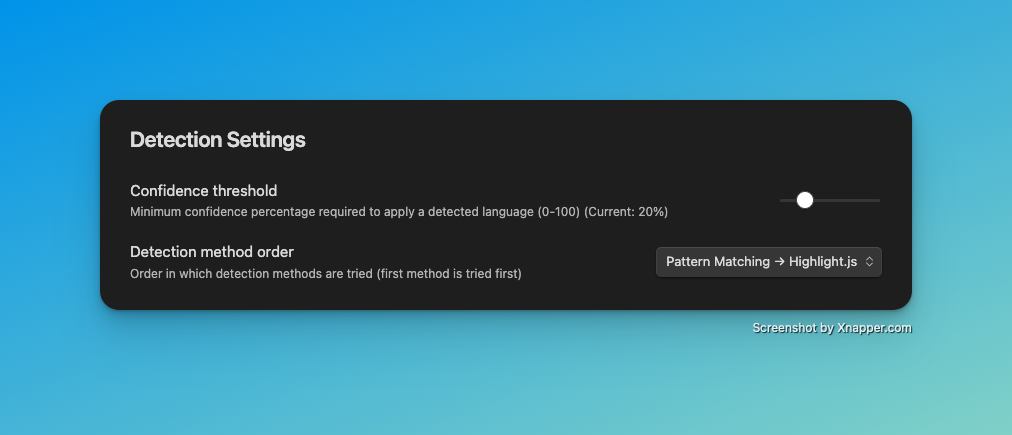 Detection Settings
Confidence threshold
Minimum confidence percentage required to apply a detected language (0-100) (Current: 20%)
Detection method order
Order in which detection methods are tried (first method is tried first)
Pattern Matching → Highlight.js
Screenshot by Xnapper.com